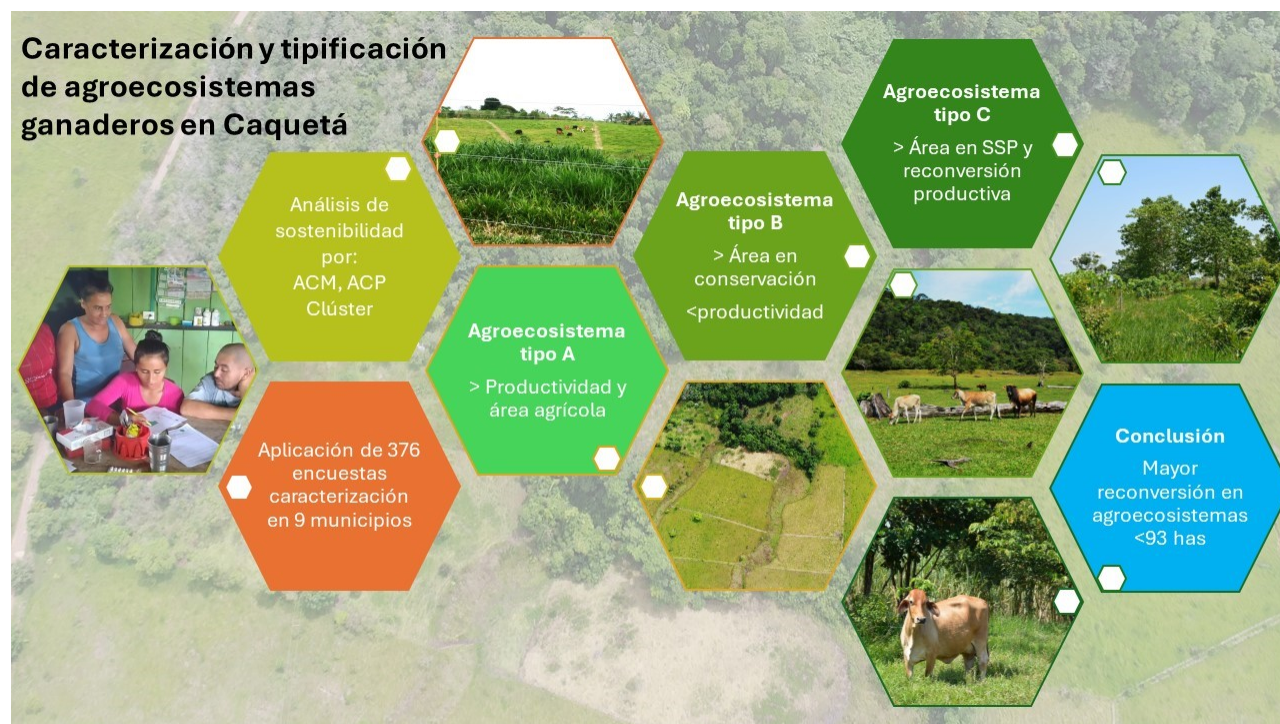 Caracterización y tipificación
de agroecosistemas
ganaderos en Caquetá
Análisis de
sostenibilidad
por:
ACM, ACP
Clúster
Aplicación de 376
encuestas
caracterización
en 9 municipios
Agroecosistema
tipo A
> Productividad y
área agrícola
Agroecosistema
tipo B
> Área en
conservación
<productividad
Agroecosistema
tipo C
> Área en SSP y
reconversión
productiva
Conclusión
Mayor
reconversión en
agroecosistemas
<93 has